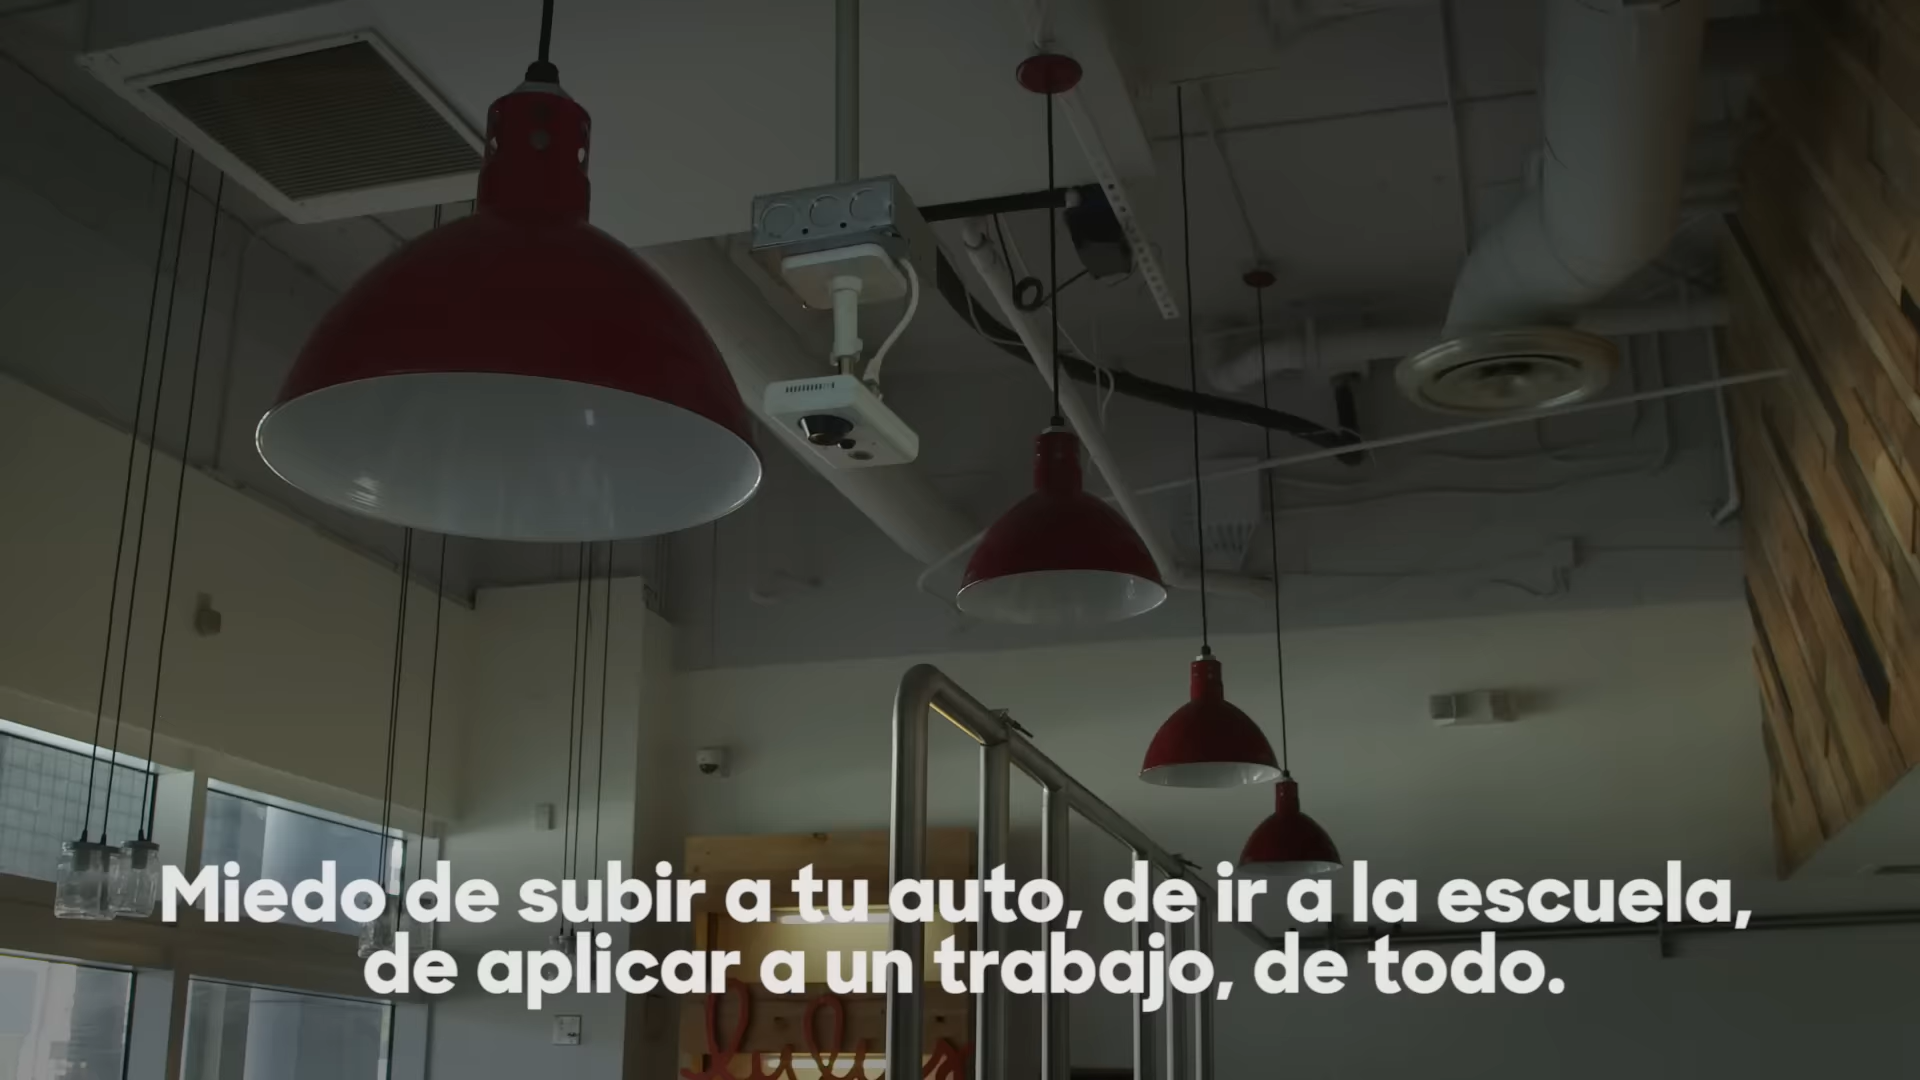 Miedo de subir a tu auto, de ir a la escuela,
de aplicar a un trabajo, de todo.